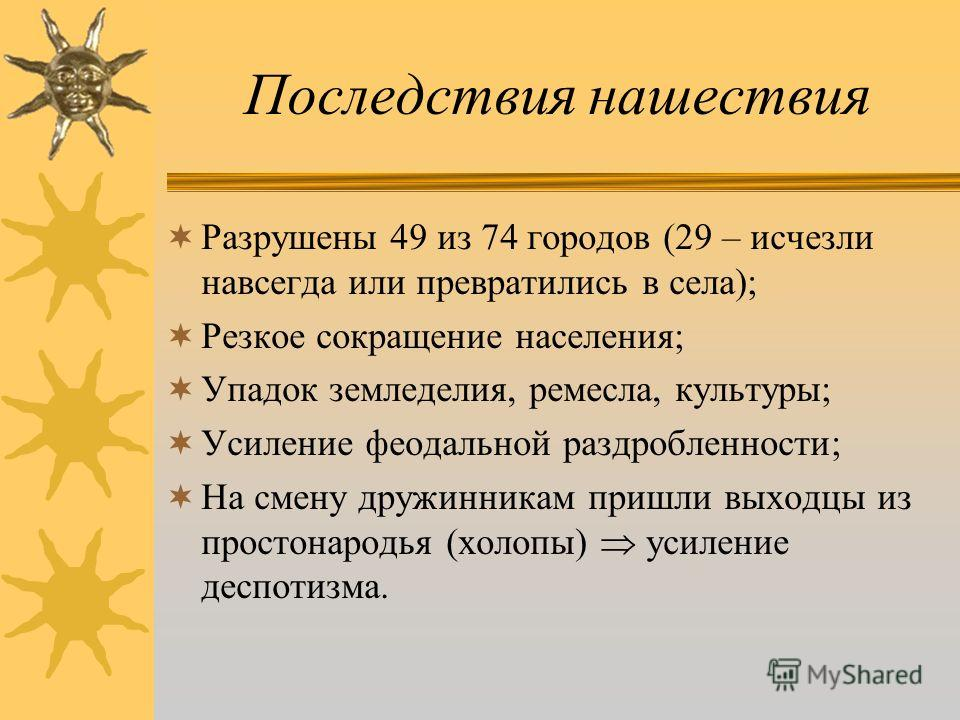 Последствия нашествия
Разрушены 49 из 74 городов (29 – исчезли
навсегда или превратились в села);
Резкое сокращение населения;
Упадок земледелия, ремесла, культуры;
Усиление феодальной раздробленности;
На смену дружинникам пришли выходцы из
простонародья (холопы) ⇒ усиление
деспотизма.
MyShared